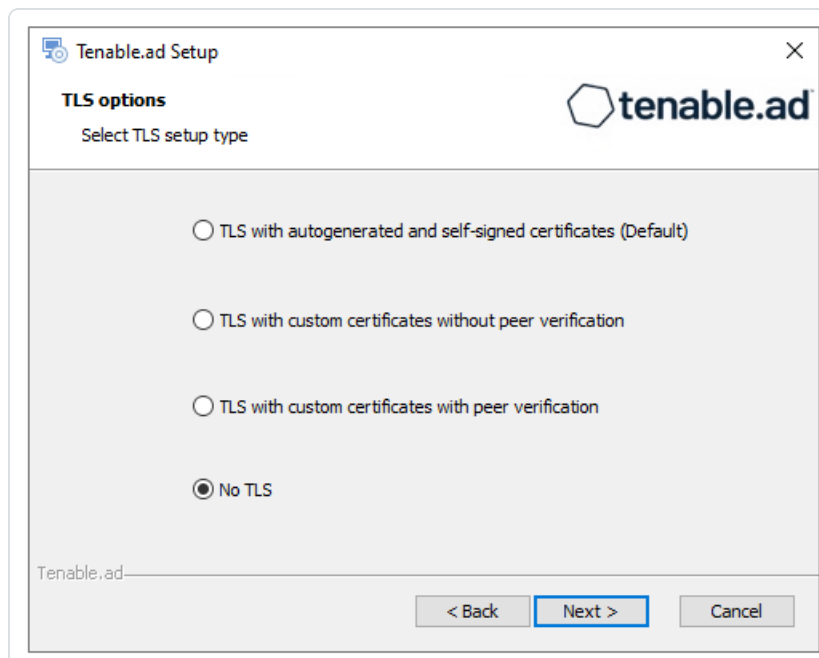 Tenable.ad Setup
TLS options
Select TLS setup type
tenable.ad
TLS with autogenerated and self-signed certificates (Default)
TLS with custom certificates without peer verification
TLS with custom certificates with peer verification
No TLS
Tenable.ad
< Back
Next >
Cancel